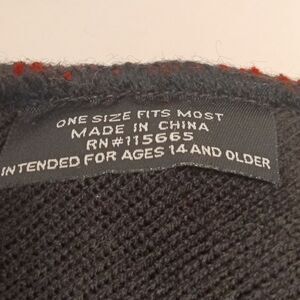 ONE SIZE FITS MOST
MADE IN CHINA
RN#115665
INTENDED FOR AGES 14 AND OLDER